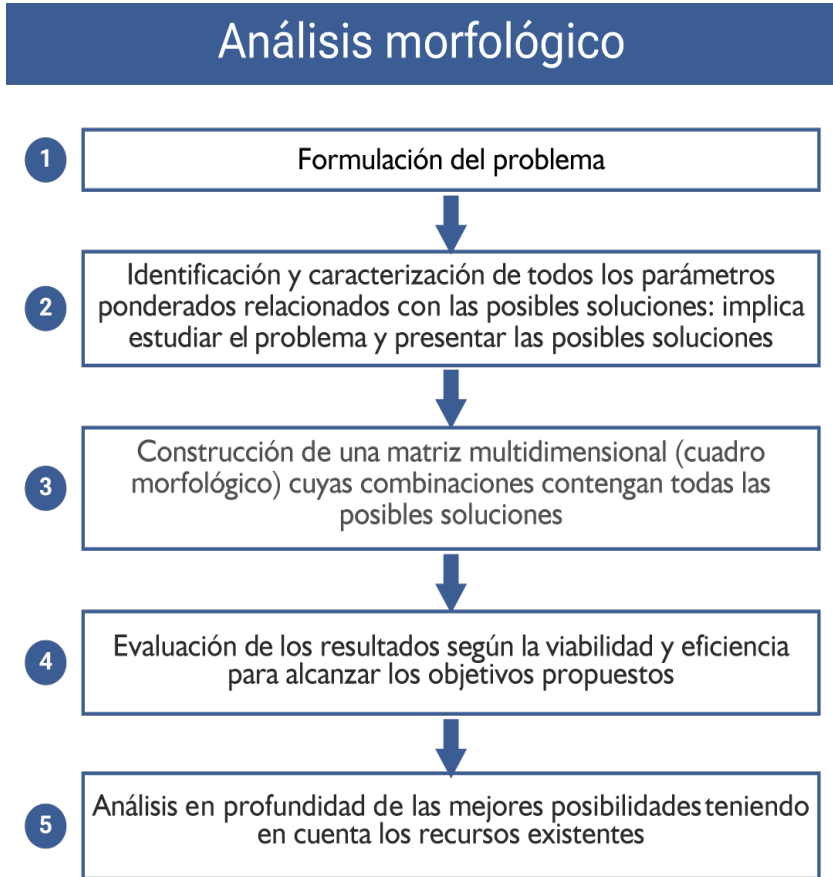 Análisis morfológico
1
Formulación del problema
2
Identificación y caracterización de todos los parámetros
ponderados relacionados con las posibles soluciones: implica
estudiar el problema y presentar las posibles soluciones
3
Construcción de una matriz multidimensional (cuadro
morfológico) cuyas combinaciones contengan todas las
posibles soluciones
4
Evaluación de los resultados según la viabilidad y eficiencia
para alcanzar los objetivos propuestos
5
Análisis en profundidad de las mejores posibilidades teniendo
en cuenta los recursos existentes